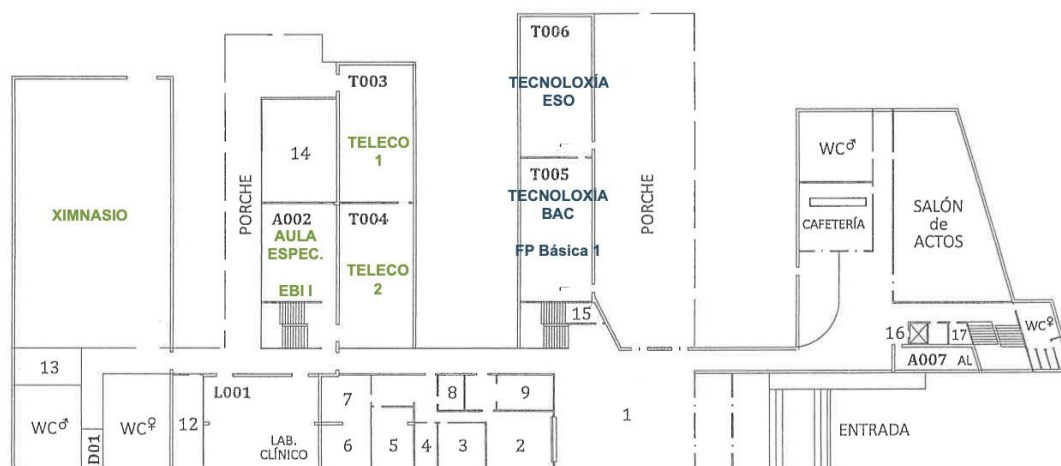 T006
TECNOLOXÍA
ESO
T003
TELECO
1
14
WC♂
T005
TECNOLOXÍA
BAC
FP Básica 1
PORCHE
PORCHE
XIMNASIO
A002
AULA
ESPEC.
EBI I
T004
TELECO
2
CAFETERÍA
SALÓN
de
ACTOS
15
16
17
WC♀
A007 AL
13
L001
7
8
9
WC♂
D01
WC♀
12
LAB.
CLÍNICO
6
5
4
3
2
1
ENTRADA